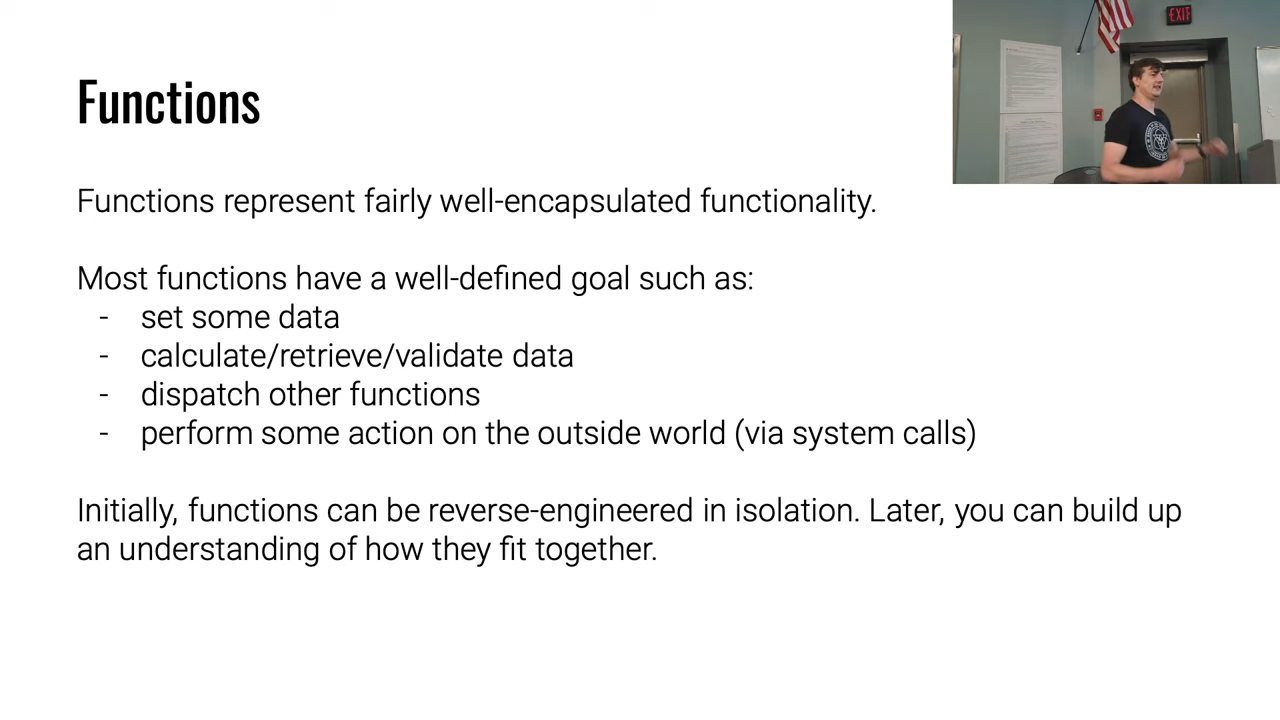 Functions
EXIT
Functions represent fairly well-encapsulated functionality.
Most functions have a well-defined goal such as:
- set some data
- calculate/retrieve/validate data
- dispatch other functions
- perform some action on the outside world (via system calls)
Initially, functions can be reverse-engineered in isolation. Later, you can build up
an understanding of how they fit together.